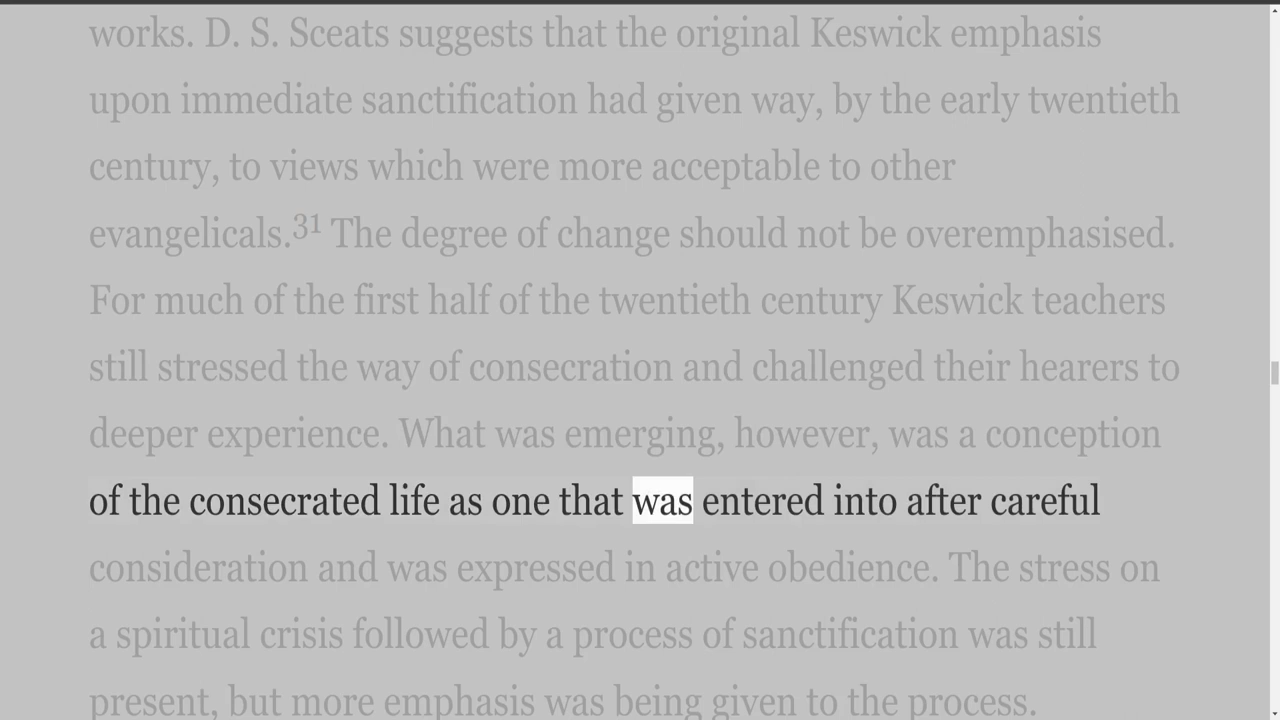 works. D. S. Sceats suggests that the original Keswick emphasis
upon immediate sanctification had given way, by the early twentieth
century, to views which were more acceptable to other
evangelicals.31 The degree of change should not be overemphasised.
For much of the first half of the twentieth century Keswick teachers
still stressed the way of consecration and challenged their hearers to
deeper experience. What was emerging, however, was a conception
of the consecrated life as one that was entered into after careful
consideration and was expressed in active obedience. The stress on
a spiritual crisis followed by a process of sanctification was still
present, but more emphasis was being given to the process.